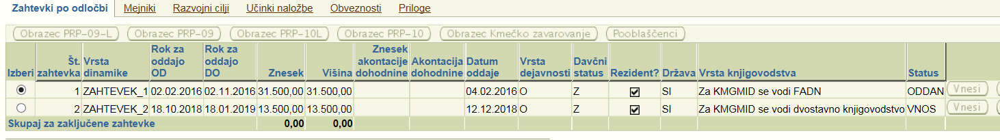 Zahtevki po odločbi Mejniki Razvojni cilji Učinki naložbe Obveznosti Priloge
Obrazec PRP-09-L Obrazec PRP-09 Obrazec PRP-10L Obrazec PRP-10 Obrazec Kmečko zavarovanje Pooblaščenci
Izberi Št. zahtevka Vrsta dinamike Rok za oddajo OD Rok za oddajo DO Znesek Višina Znesek akontacije dohodnine Akontacija dohodnine Datum oddaje Vrsta dejavnosti Davčni status Rezident? Država Vrsta knjigovodstva Status
1 ZAHTEVEK_1 02.02.2016 02.11.2016 31.500,00 31.500,00 04.02.2016 O Z SI Za KMGMID se vodi FADN ODDAN Vnesi
2 ZAHTEVEK_2 18.10.2018 18.01.2019 13.500,00 13.500,00 12.12.2018 O Z SI Za KMGMID se vodi dvostavno knjigovodstvo VNOS Vnesi
Skupaj za zaključene zahtevke 0,00 0,00